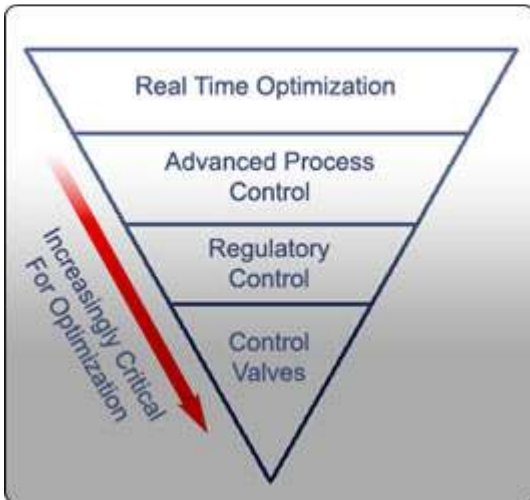 Real Time Optimization
Advanced Process
Control
Regulatory
Control
Control
Valves
Increasingly Critical
For Optimization